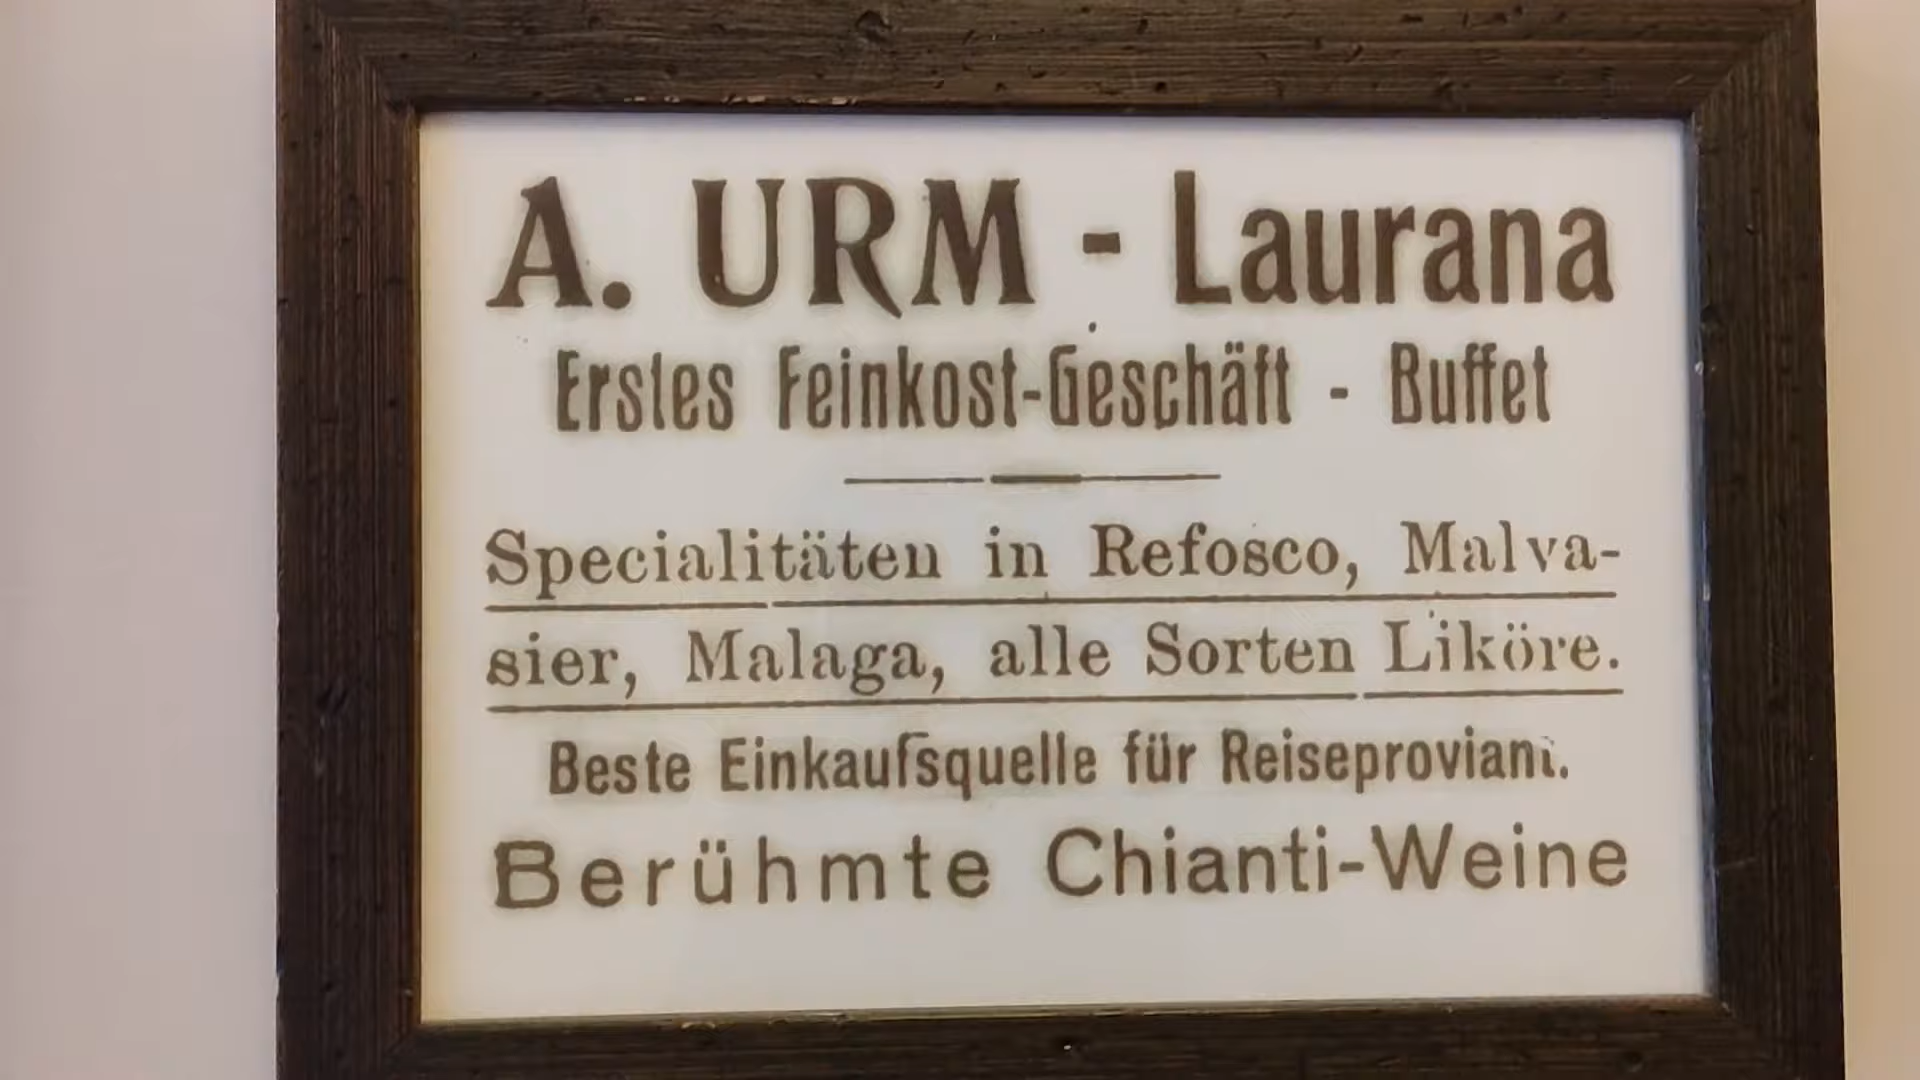 A. URM - Laurana
Erstes Feinkost-Geschäft - Buffet
Specialitäten in Refosco, Malva-
sier, Malaga, alle Sorten Liköre.
Beste Einkaufsquelle für Reiseproviant.
Berühmte Chianti-Weine